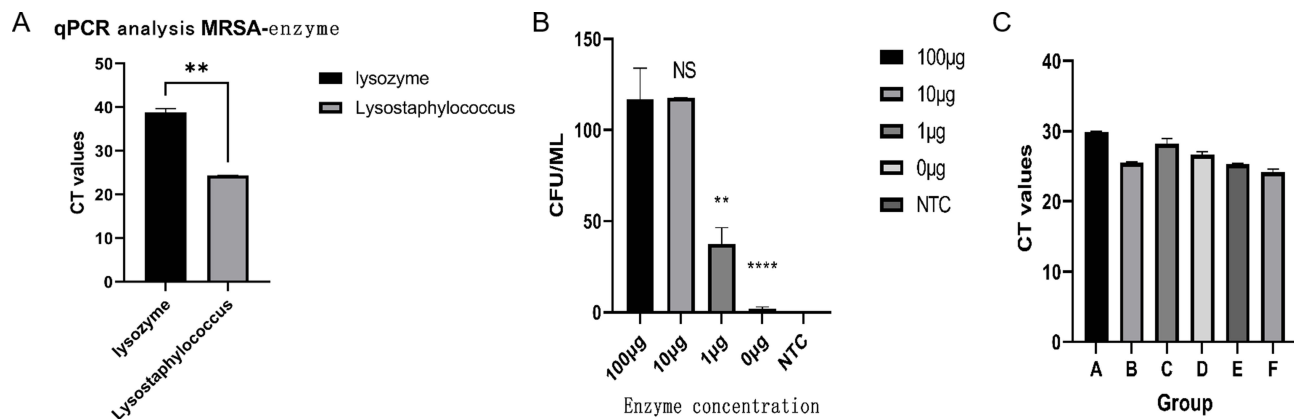 A qPCR analysis MRSA-enzyme
50
40
30
20
10
0
CT values
**
lysozyme
Lysostaphylococcus
lysozyme
Lysostaphylococcus
B
150
100
50
0
CFU/ML
NS
**
****
100µg
10µg
1µg
0µg
NTC
Enzyme concentration
100µg
10µg
1µg
0µg
NTC
C
40
30
20
10
0
CT values
A B C D E F
Group